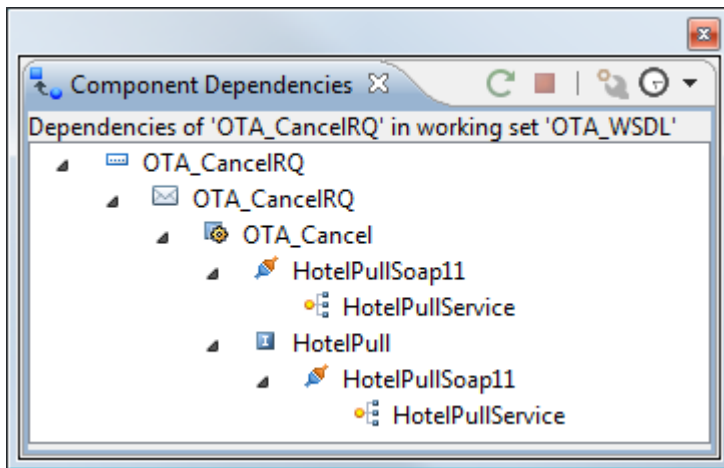 Component Dependencies
Dependencies of 'OTA_CancelRQ' in working set 'OTA_WSDL'
OTA_CancelRQ
OTA_CancelRQ
OTA_Cancel
HotelPullSoap11
HotelPullService
HotelPull
HotelPullSoap11
HotelPullService